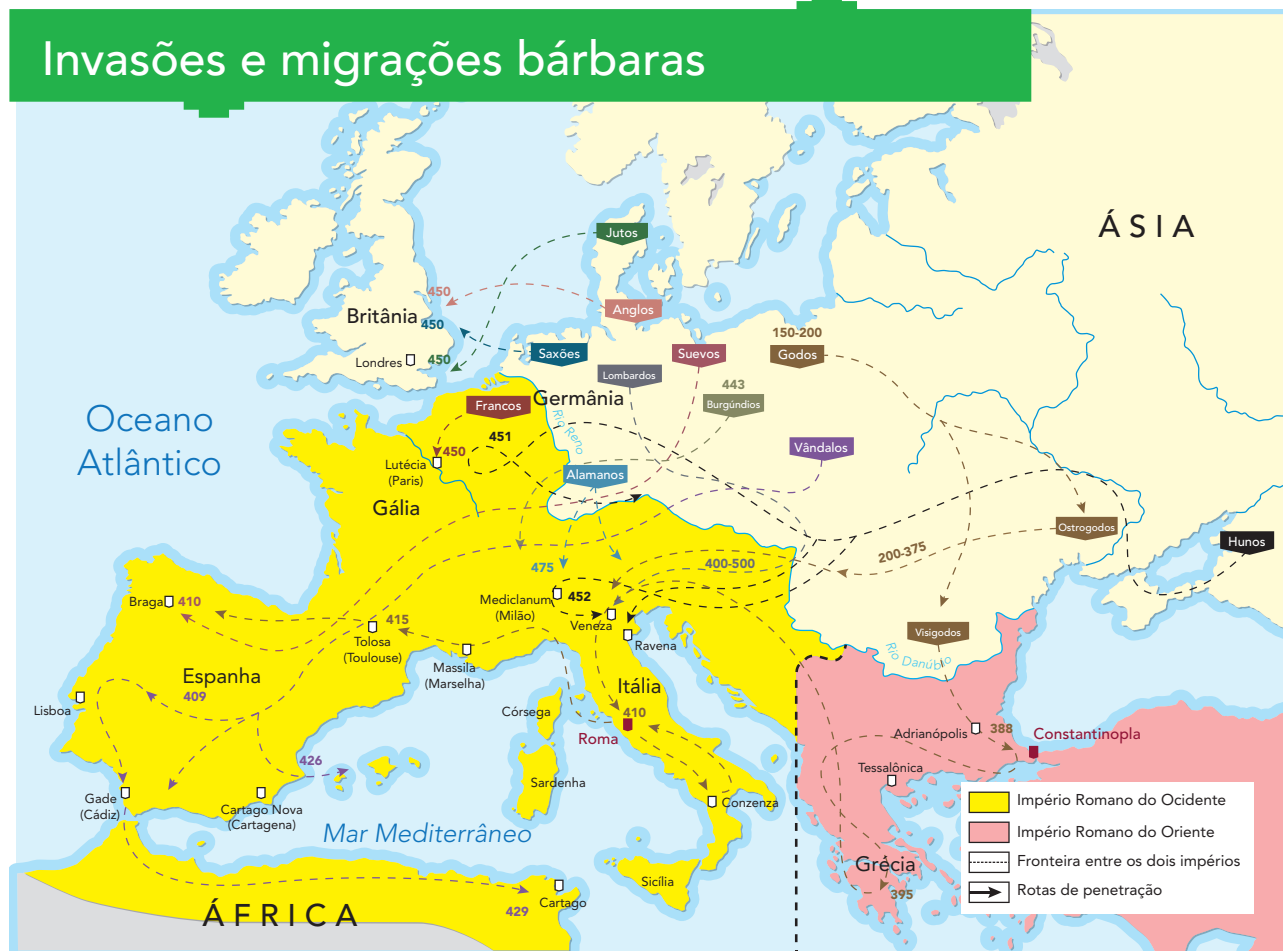 Invasões e migrações bárbaras
ÁSIA
Jutos
450
Anglos
Britânia
450
150-200
Godos
Saxões
Suevos
Londres
450
Lombardos
443
Burgúndios
Germânia
Francos
Rio Reno
Oceano
Atlântico
451
450
Vândalos
Lutécia
(Paris)
Alamanos
Gália
Ostrogodos
Hunos
200-375
400-500
475
Mediclanum
(Milão)
452
Braga
410
415
Veneza
Tolosa
(Toulouse)
Ravena
Visigodos
Massila
(Marselha)
Rio Danúbio
Espanha
409
Itália
Lisboa
Córsega
410
Roma
Adrianópolis
388
Constantinopla
426
Tessalônica
Sardenha
Gade
(Cádiz)
Cartago Nova
(Cartagena)
Conzenza
Mar Mediterrâneo
Grécia
395
Sicília
Cartago
429
ÁFRICA
Império Romano do Ocidente
Império Romano do Oriente
Fronteira entre os dois impérios
Rotas de penetração